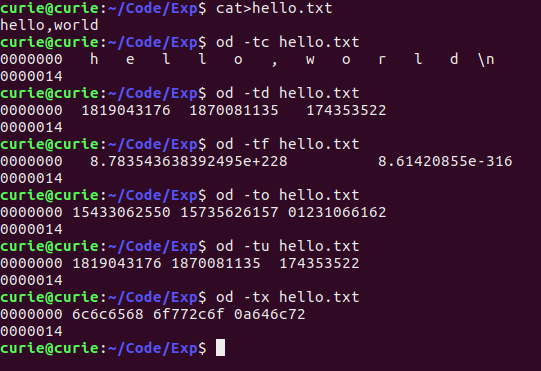 curie@curie:~/Code/Exp$ cat>hello.txt
hello,world
curie@curie:~/Code/Exp$ od -tc hello.txt
0000000   h   e   l   l   o   ,   w   o   r   l   d  \n
0000014
curie@curie:~/Code/Exp$ od -td hello.txt
0000000  1819043176  1870081135   174353522
0000014
curie@curie:~/Code/Exp$ od -tf hello.txt
0000000   8.783543638392495e+228          8.61420855e-316
0000014
curie@curie:~/Code/Exp$ od -to hello.txt
0000000 15433062550 15735626157 01231066162
0000014
curie@curie:~/Code/Exp$ od -tu hello.txt
0000000 1819043176 1870081135  174353522
0000014
curie@curie:~/Code/Exp$ od -tx hello.txt
0000000 6c6c6568 6f772c6f 0a646c72
0000014
curie@curie:~/Code/Exp$